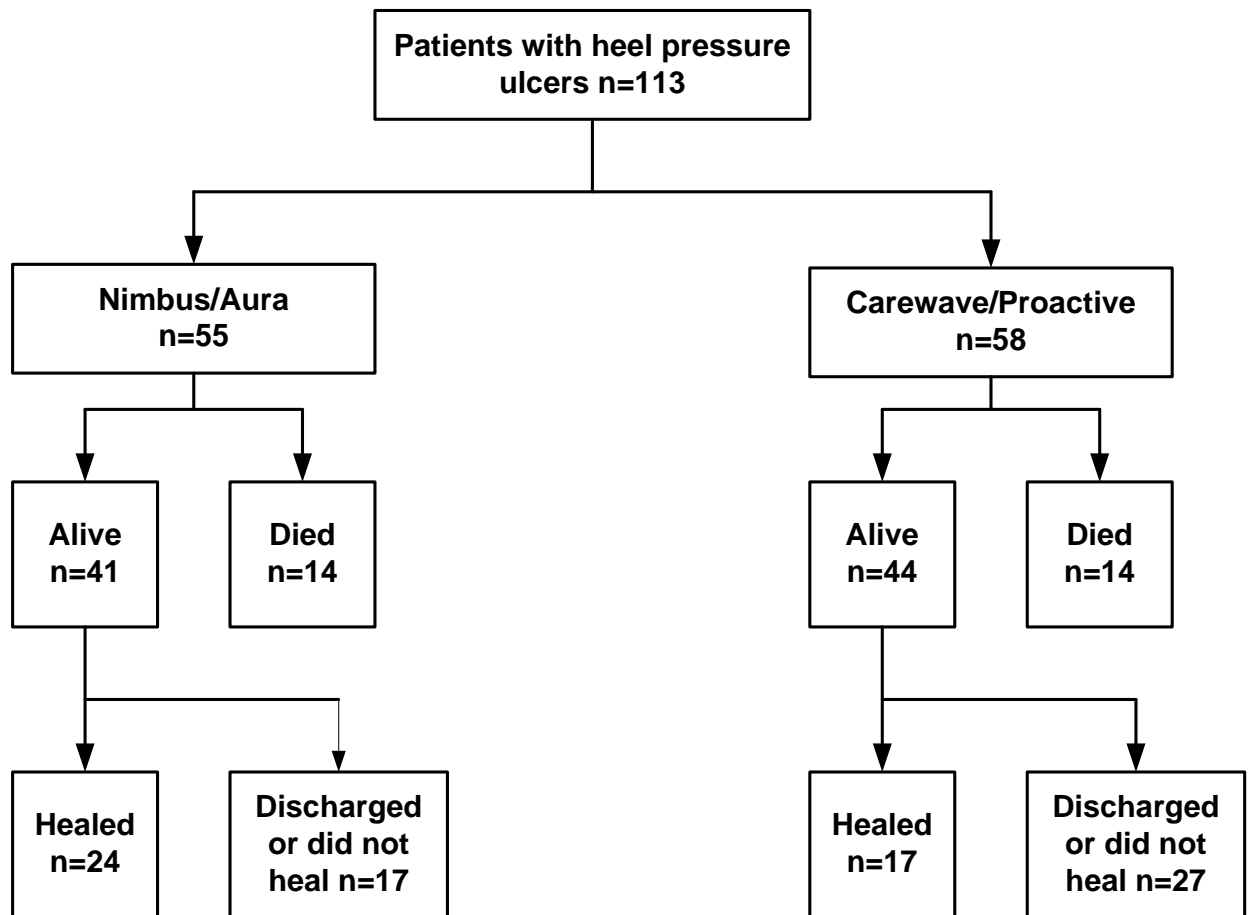 Patients with heel pressure
ulcers n=113
Nimbus/Aura
n=55
Carewave/Proactive
n=58
Alive
n=41
Died
n=14
Alive
n=44
Died
n=14
Healed
n=24
Discharged
or did not
heal n=17
Healed
n=17
Discharged
or did not
heal n=27